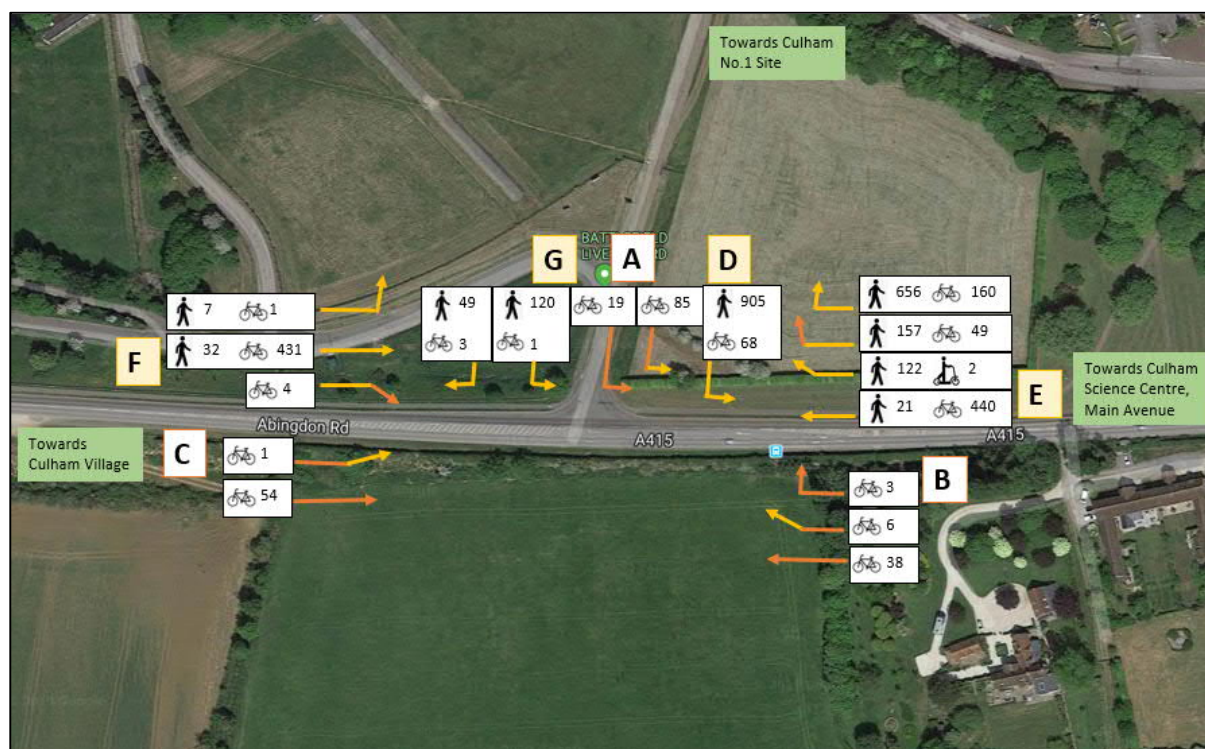 Towards Culham
No.1 Site
G
A
D
49
120
19
85
905
3
1
68
7
1
32
431
F
4
656
160
157
49
122
2
21
440
E
Towards Culham
Science Centre,
Main Avenue
Abingdon Rd
A415
A415
Towards
Culham Village
C
1
54
3
B
6
38